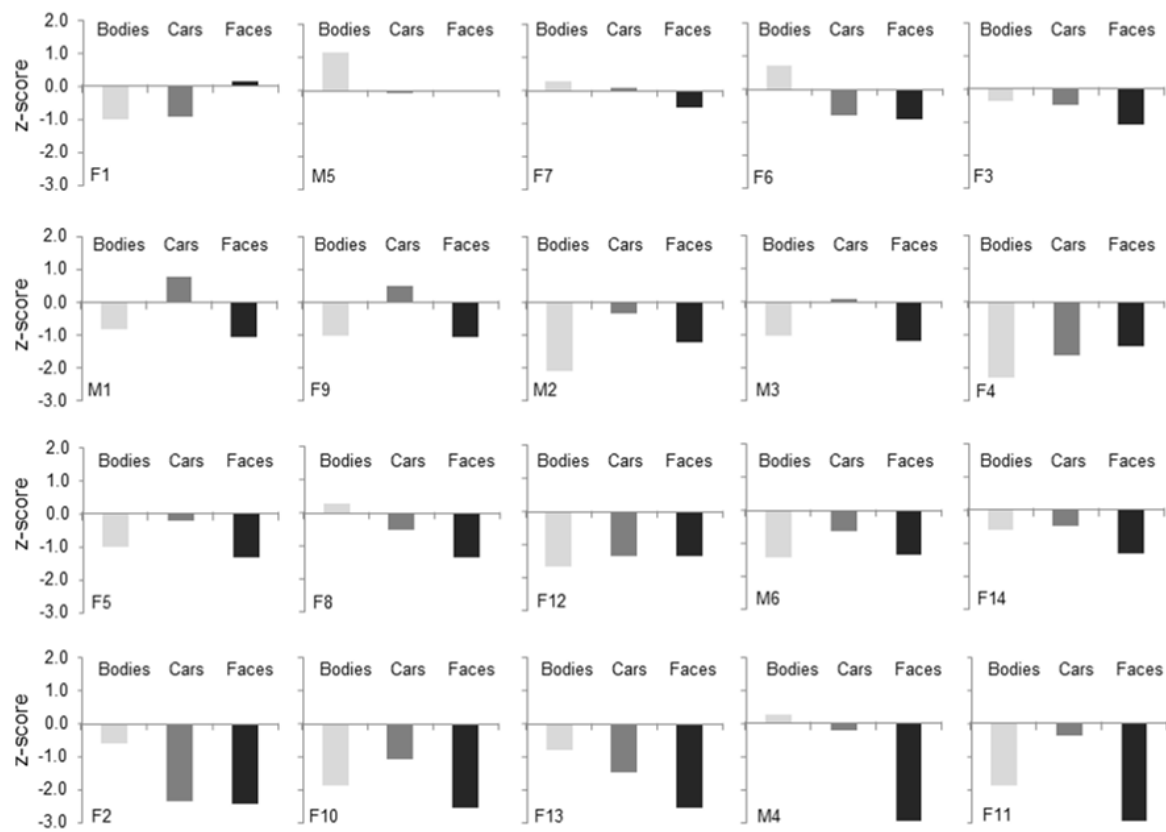 2.0 Bodies Cars Faces Bodies Cars Faces Bodies Cars Faces Bodies Cars Faces Bodies Cars Faces
1.0
0.0
-1.0
-2.0
-3.0
z-score
F1 M5 F7 F6 F3
2.0 Bodies Cars Faces Bodies Cars Faces Bodies Cars Faces Bodies Cars Faces Bodies Cars Faces
1.0
0.0
-1.0
-2.0
-3.0
z-score
M1 F9 M2 M3 F4
2.0 Bodies Cars Faces Bodies Cars Faces Bodies Cars Faces Bodies Cars Faces Bodies Cars Faces
1.0
0.0
-1.0
-2.0
-3.0
z-score
F5 F8 F12 M6 F14
2.0 Bodies Cars Faces Bodies Cars Faces Bodies Cars Faces Bodies Cars Faces Bodies Cars Faces
1.0
0.0
-1.0
-2.0
-3.0
z-score
F2 F10 F13 M4 F11